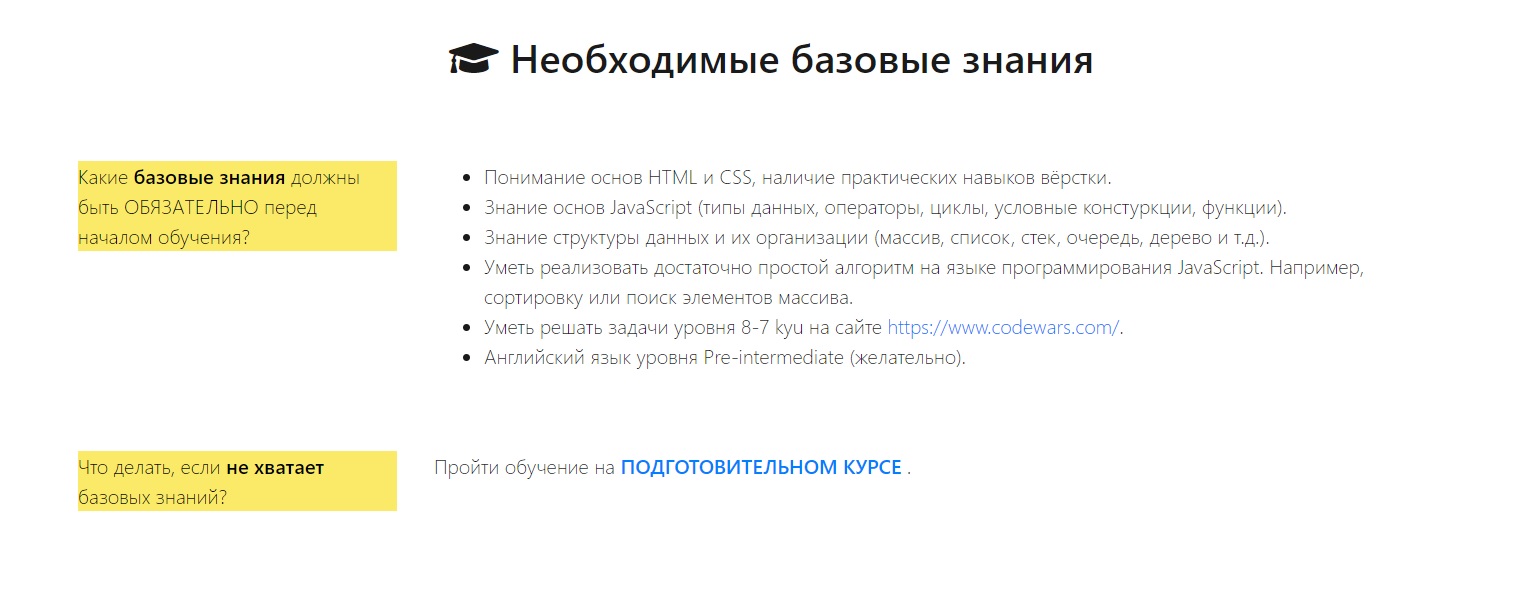 Необходимые базовые знания
Какие базовые знания должны
быть ОБЯЗАТЕЛЬНО перед
началом обучения?
Понимание основ HTML и CSS, наличие практических навыков вёрстки.
Знание основ JavaScript (типы данных, операторы, циклы, условные констуркции, функции).
Знание структуры данных и их организации (массив, список, стек, очередь, дерево и т.д.).
Уметь реализовать достаточно простой алгоритм на языке программирования JavaScript. Например,
сортировку или поиск элементов массива.
Уметь решать задачи уровня 8-7 kyu на сайте https://www.codewars.com/.
Английский язык уровня Pre-intermediate (желательно).
Что делать, если не хватает
базовых знаний?
Пройти обучение на ПОДГОТОВИТЕЛЬНОМ КУРСЕ .